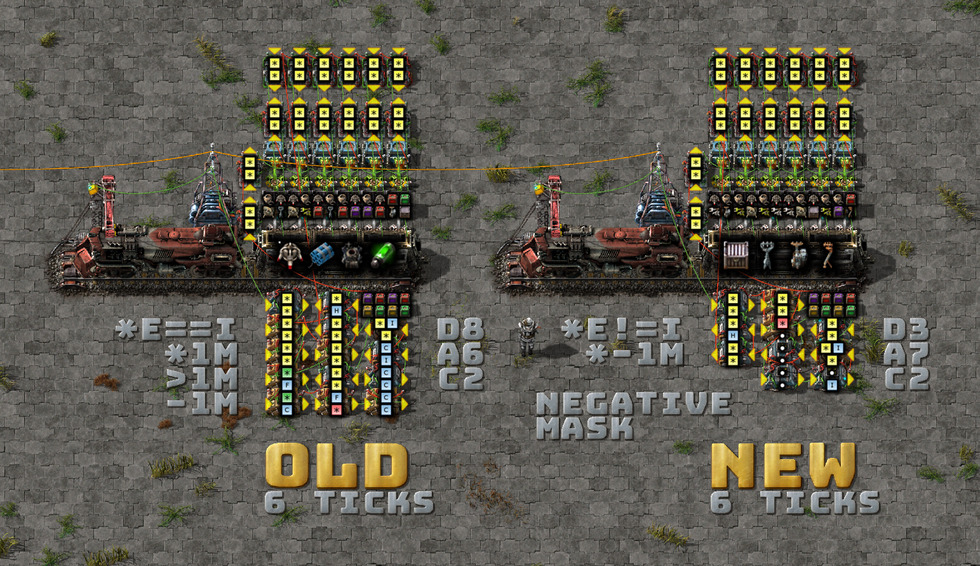 *E==I
*1M
>1M
-1M
D8
A6
C2
OLD
6 TICKS
*E!=I
*-1M
NEGATIVE
MASK
D3
A7
C2
NEW
6 TICKS